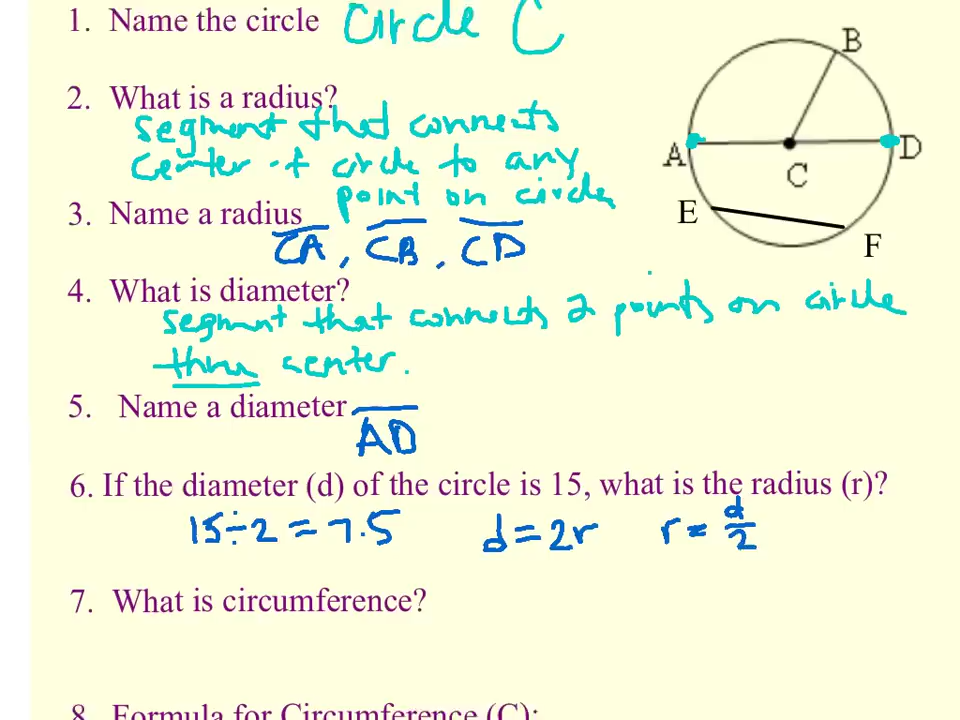 1. Name the circle Circle C
2. What is a radius?
segment that connects
center of circle to any
point on circle
3. Name a radius
CA, CB, CD
4. What is diameter?
segment that connects 2 points on circle
thru center.
5. Name a diameter
AD
6. If the diameter (d) of the circle is 15, what is the radius (r)?
15÷2=7.5 d=2r r=d/2
7. What is circumference?
8. Formula for Circumference (C):
B
A
D
C
E
F